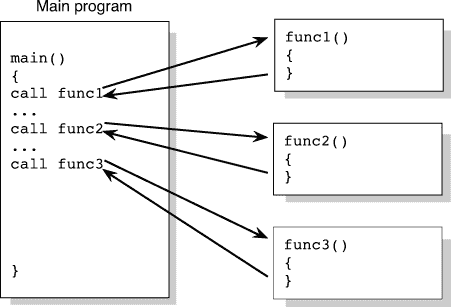 Main program
main()
{
call func1
...
call func2
...
call func3
}
func1()
{
}
func2()
{
}
func3()
{
}